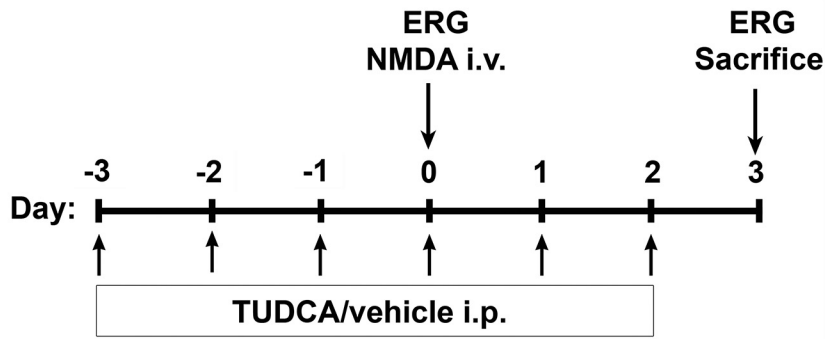 ERG
NMDA i.v.
ERG
Sacrifice
-3 -2 -1 0 1 2 3
Day:
TUDCA/vehicle i.p.